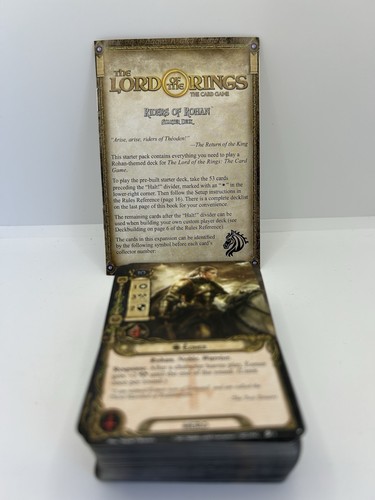 THE
LORD OF THE RINGS
THE CARD GAME
RIDERS OF ROHAN
STARTER DECK
"Arise, arise, riders of Théoden!"
—The Return of the King
This starter pack contains everything you need to play a
Rohan-themed deck for The Lord of the Rings: The Card
Game.
To play the pre-built starter deck, take the 53 cards
preceding the "Halt!" divider, marked with an "★" in the
lower-right corner. Then follow the Setup instructions in
the Rules Reference (page 16). There is a complete decklist
on the last page of this book for your convenience.
The remaining cards after the "Halt!" divider can be
used when building your own custom player deck (see
Deckbuilding on page 6 of the Rules Reference).
The cards in this expansion can be identified
by the following symbol before each card's
collector number:
Rohan. Noble. Warrior.
Response: After a character leaves play,